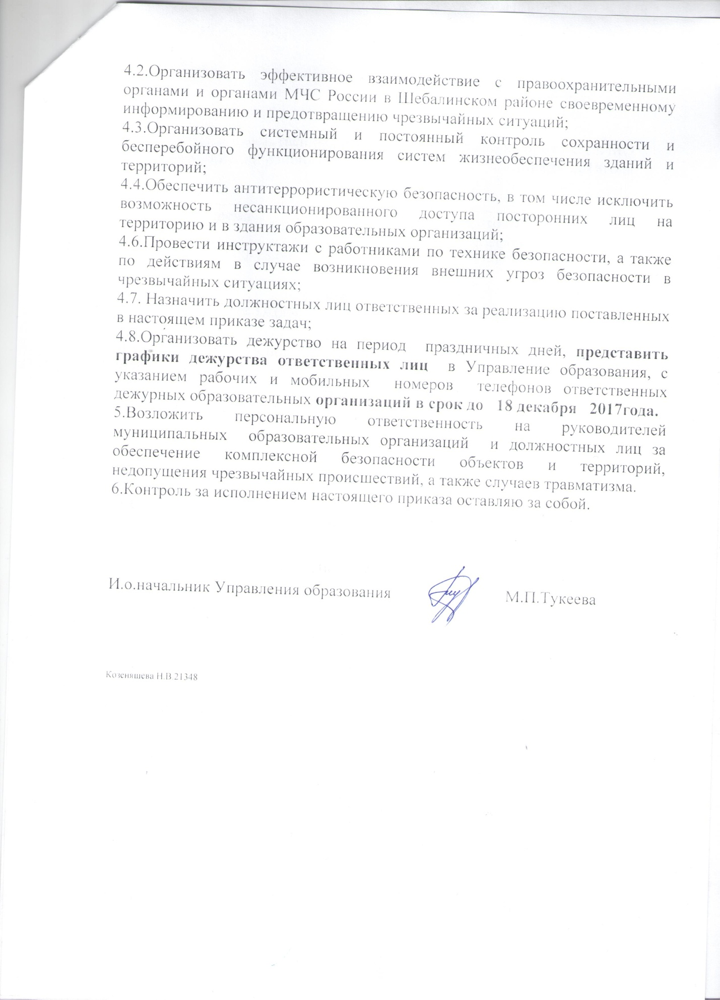 4.2.Организовать эффективное взаимодействие с правоохранительными
органами и органами МЧС России в Шебалинском районе своевременному
информированию и предотвращению чрезвычайных ситуаций;
4.3.Организовать системный и постоянный контроль сохранности и
бесперебойного функционирования систем жизнеобеспечения зданий и
территорий;
4.4.Обеспечить антитеррористическую безопасность, в том числе исключить
возможность несанкционированного доступа посторонних лиц на
территорию и в здания образовательных организаций;
4.6.Провести инструктажи с работниками по технике безопасности, а также
по действиям в случае возникновения внешних угроз безопасности в
чрезвычайных ситуациях;
4.7. Назначить должностных лиц ответственных за реализацию поставленных
в настоящем приказе задач;
4.8.Организовать дежурство на период праздничных дней, представить
графики дежурства ответственных лиц в Управление образования, с
указанием рабочих и мобильных номеров телефонов ответственных
дежурных образовательных организаций в срок до 18 декабря 2017года.
5.Возложить персональную ответственность на руководителей
муниципальных образовательных организаций и должностных лиц за
обеспечение комплексной безопасности объектов и территорий,
недопущения чрезвычайных происшествий, а также случаев травматизма.
6.Контроль за исполнением настоящего приказа оставляю за собой.
И.о.начальник Управления образования М.П.Тукеева
Козеняшева Н.В.21348